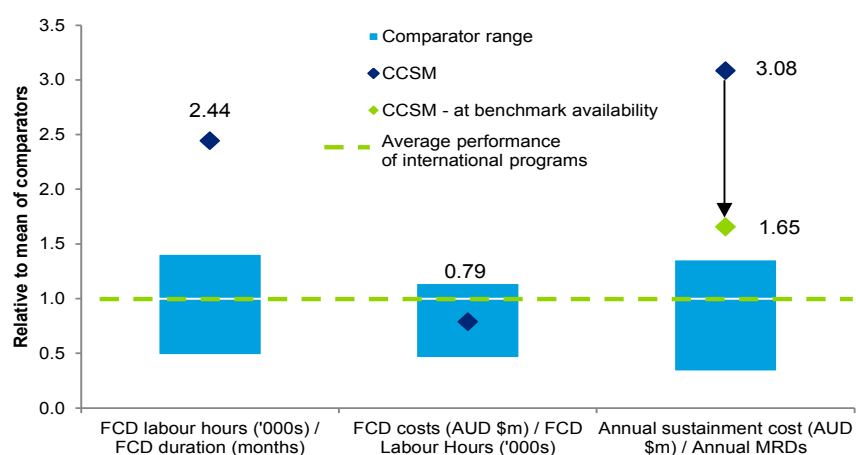 3.5
3.0
2.5
2.0
1.5
1.0
0.5
0.0
Relative to mean of comparators
Comparator range
CCSM
CCSM - at benchmark availability
Average performance
of international programs
2.44
0.79
3.08
1.65
FCD labour hours ('000s) /
FCD duration (months)
FCD costs (AUD $m) / FCD
Labour Hours ('000s)
Annual sustainment cost (AUD
$m) / Annual MRDs